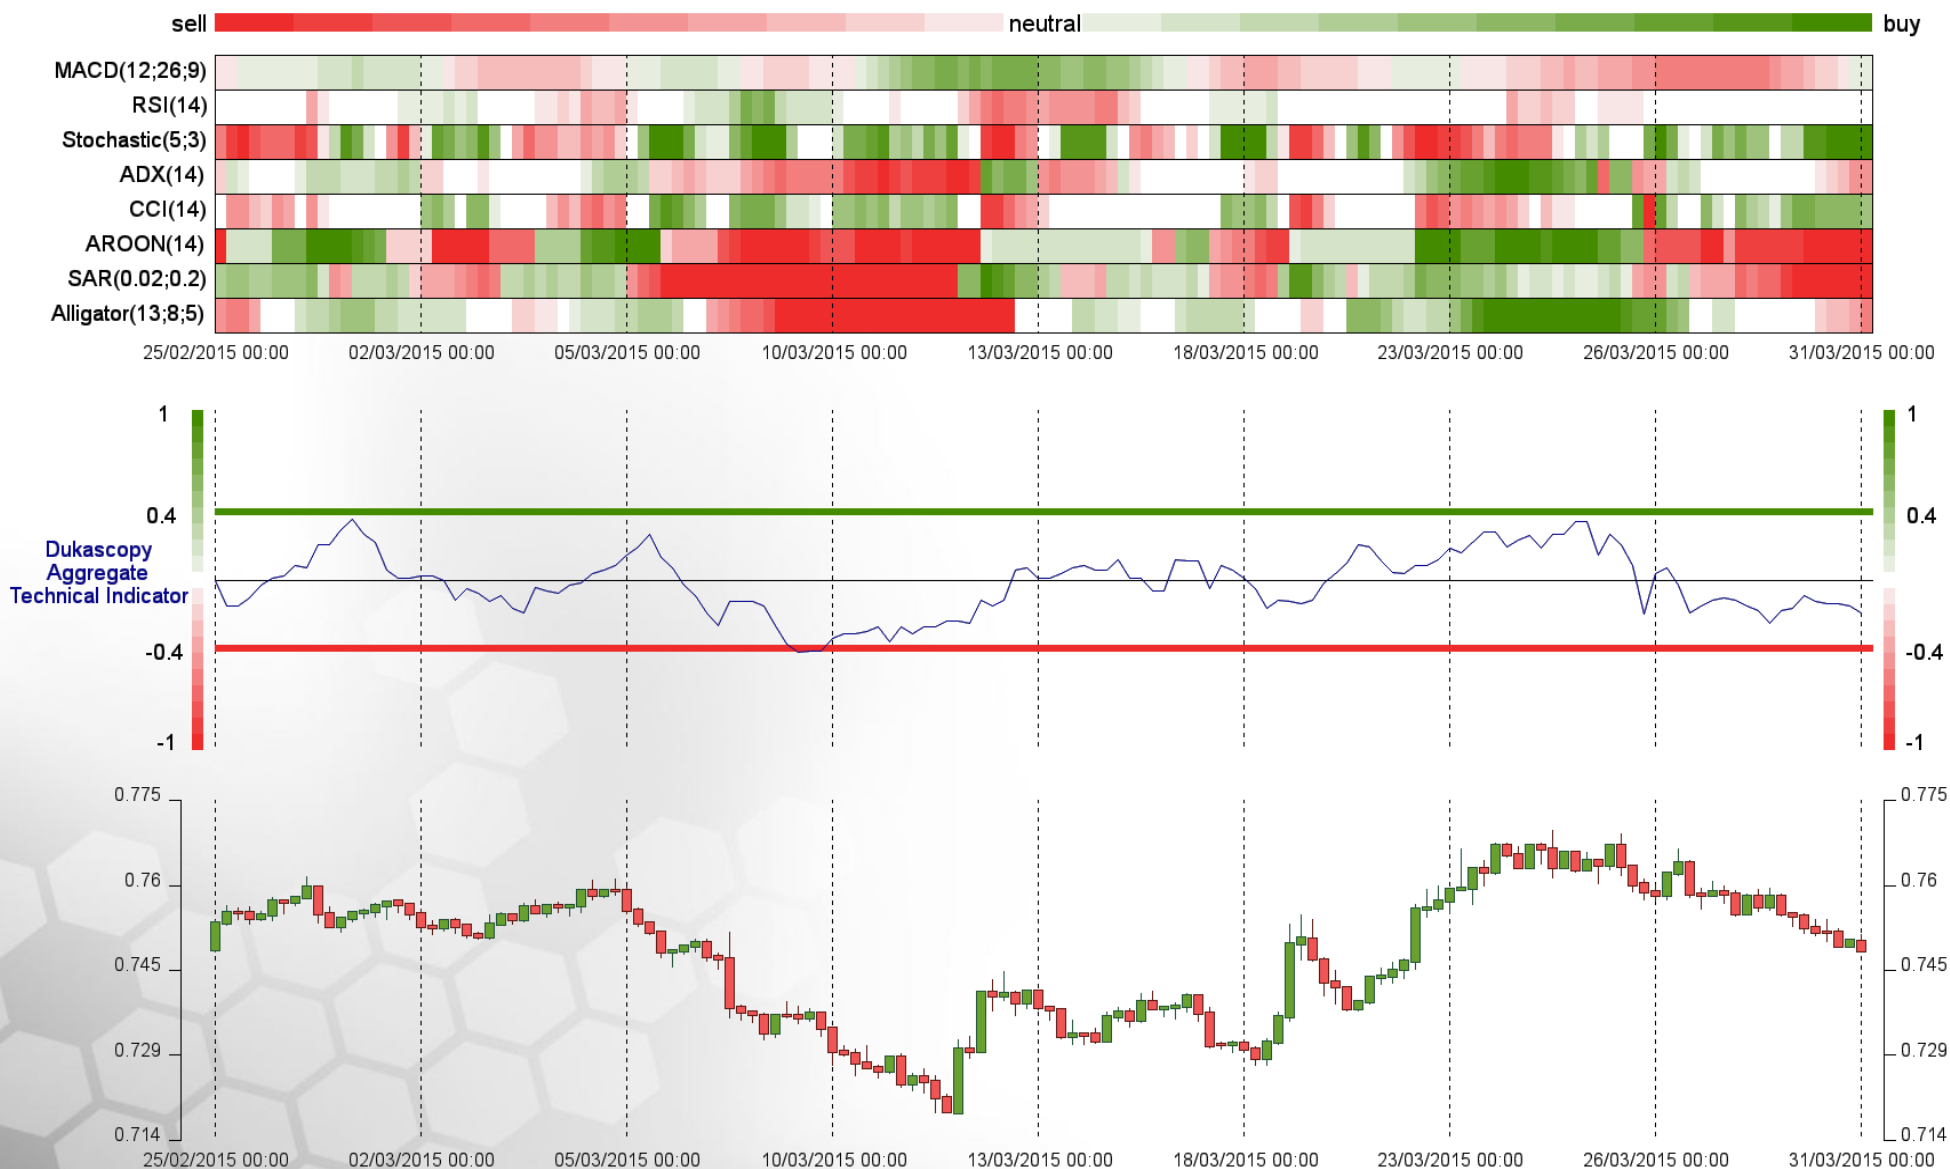 sell neutral buy
MACD(12;26;9)
RSI(14)
Stochastic(5;3)
ADX(14)
CCI(14)
AROON(14)
SAR(0.02;0.2)
Alligator(13;8;5)
25/02/2015 00:00 02/03/2015 00:00 05/03/2015 00:00 10/03/2015 00:00 13/03/2015 00:00 18/03/2015 00:00 23/03/2015 00:00 26/03/2015 00:00 31/03/2015 00:00
1 1
0.4 0.4
Dukascopy
Aggregate
Technical Indicator
-0.4 -0.4
-1 -1
0.775 0.775
0.76 0.76
0.745 0.745
0.729 0.729
0.714 0.714
25/02/2015 00:00 02/03/2015 00:00 05/03/2015 00:00 10/03/2015 00:00 13/03/2015 00:00 18/03/2015 00:00 23/03/2015 00:00 26/03/2015 00:00 31/03/2015 00:00